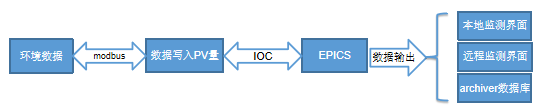 环境数据
modbus
数据写入PV量
IOC
EPICS
数据输出
本地监测界面
远程监测界面
archiver数据库